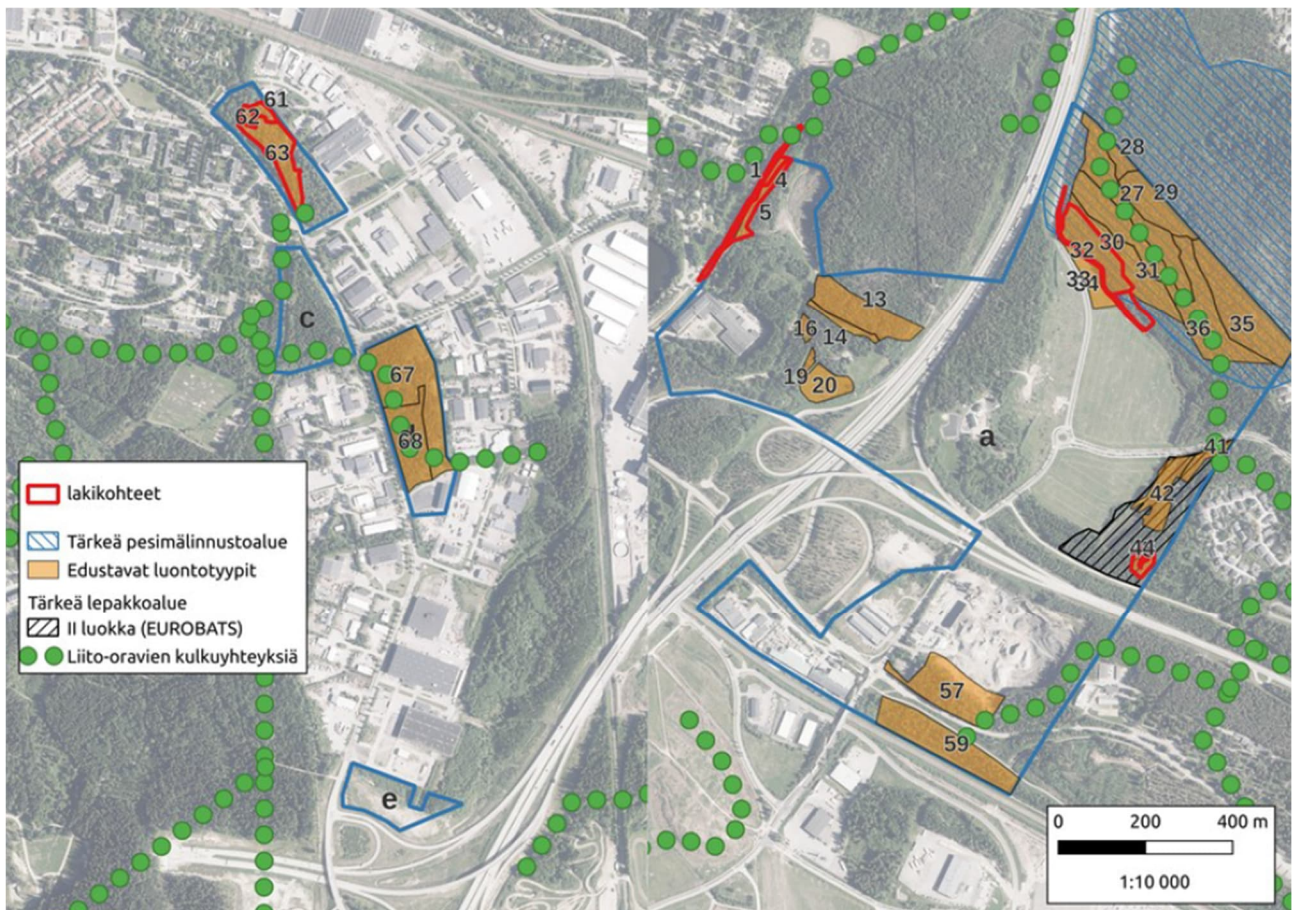 61
62
63
c
67
68
lakikohteet
Tärkeä pesimälinnustoalue
Edustavat luontotyypit
Tärkeä lepakkoalue
II luokka (EUROBATS)
Liito-oravien kulkuyhteyksiä
e
1
4
5
28
27
29
32
30
31
33
34
36
35
13
16
14
19
20
a
41
42
44
57
59
0 200 400 m
1:10 000